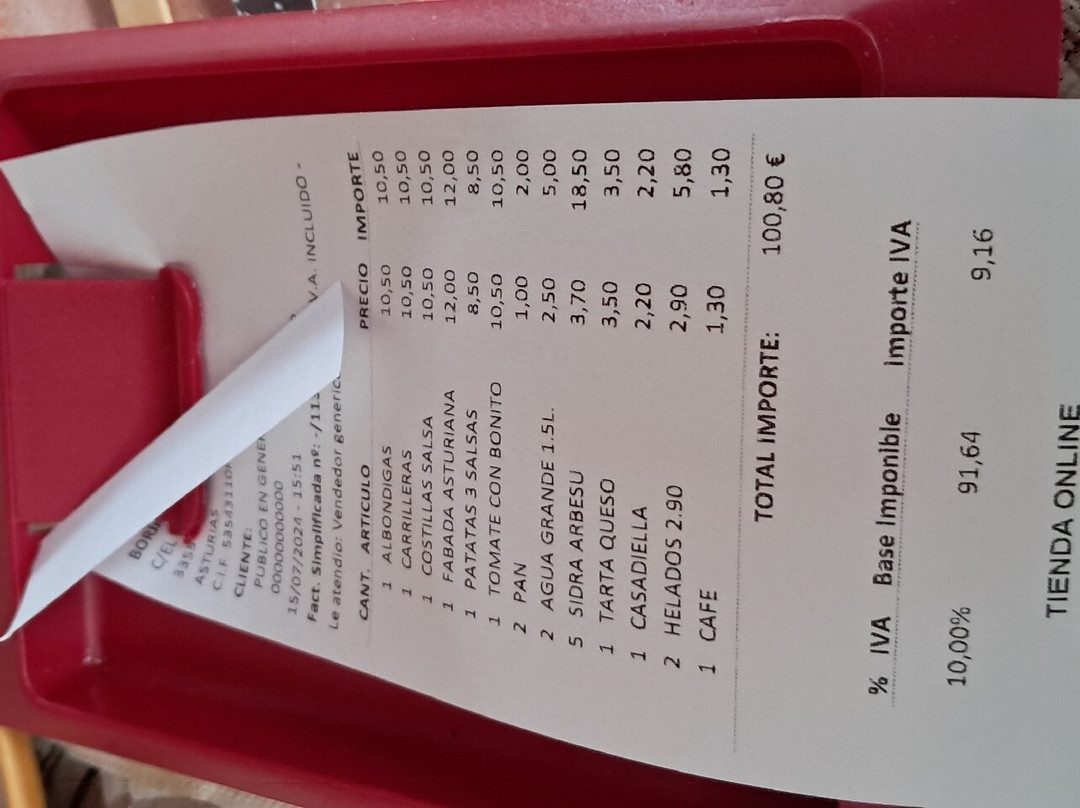 C/EL
ASTURIAS
C.I.F. 53543110
CLIENTE:
PUBLICO EN GENER
00000000000
15/07/2024 - 15:51
Fact. Simplificada nº: -/11 V.A. INCLUIDO -
Le atendio: Vendedor Generic
CANT. ARTICULO PRECIO IMPORTE
1 ALBONDIGAS 10,50 10,50
1 CARRILLERAS 10,50 10,50
1 COSTILLAS SALSA 10,50 10,50
1 FABADA ASTURIANA 12,00 12,00
1 PATATAS 3 SALSAS 8,50 8,50
1 TOMATE CON BONITO 10,50 10,50
2 PAN 1,00 2,00
2 AGUA GRANDE 1.5L. 2,50 5,00
5 SIDRA ARBESU 3,70 18,50
1 TARTA QUESO 3,50 3,50
1 CASADIELLA 2,20 2,20
2 HELADOS 2.90 2,90 5,80
1 CAFE 1,30 1,30
TOTAL IMPORTE: 100,80 €
% IVA Base Imponible Importe IVA
10,00% 91,64 9,16
TIENDA ONLINE